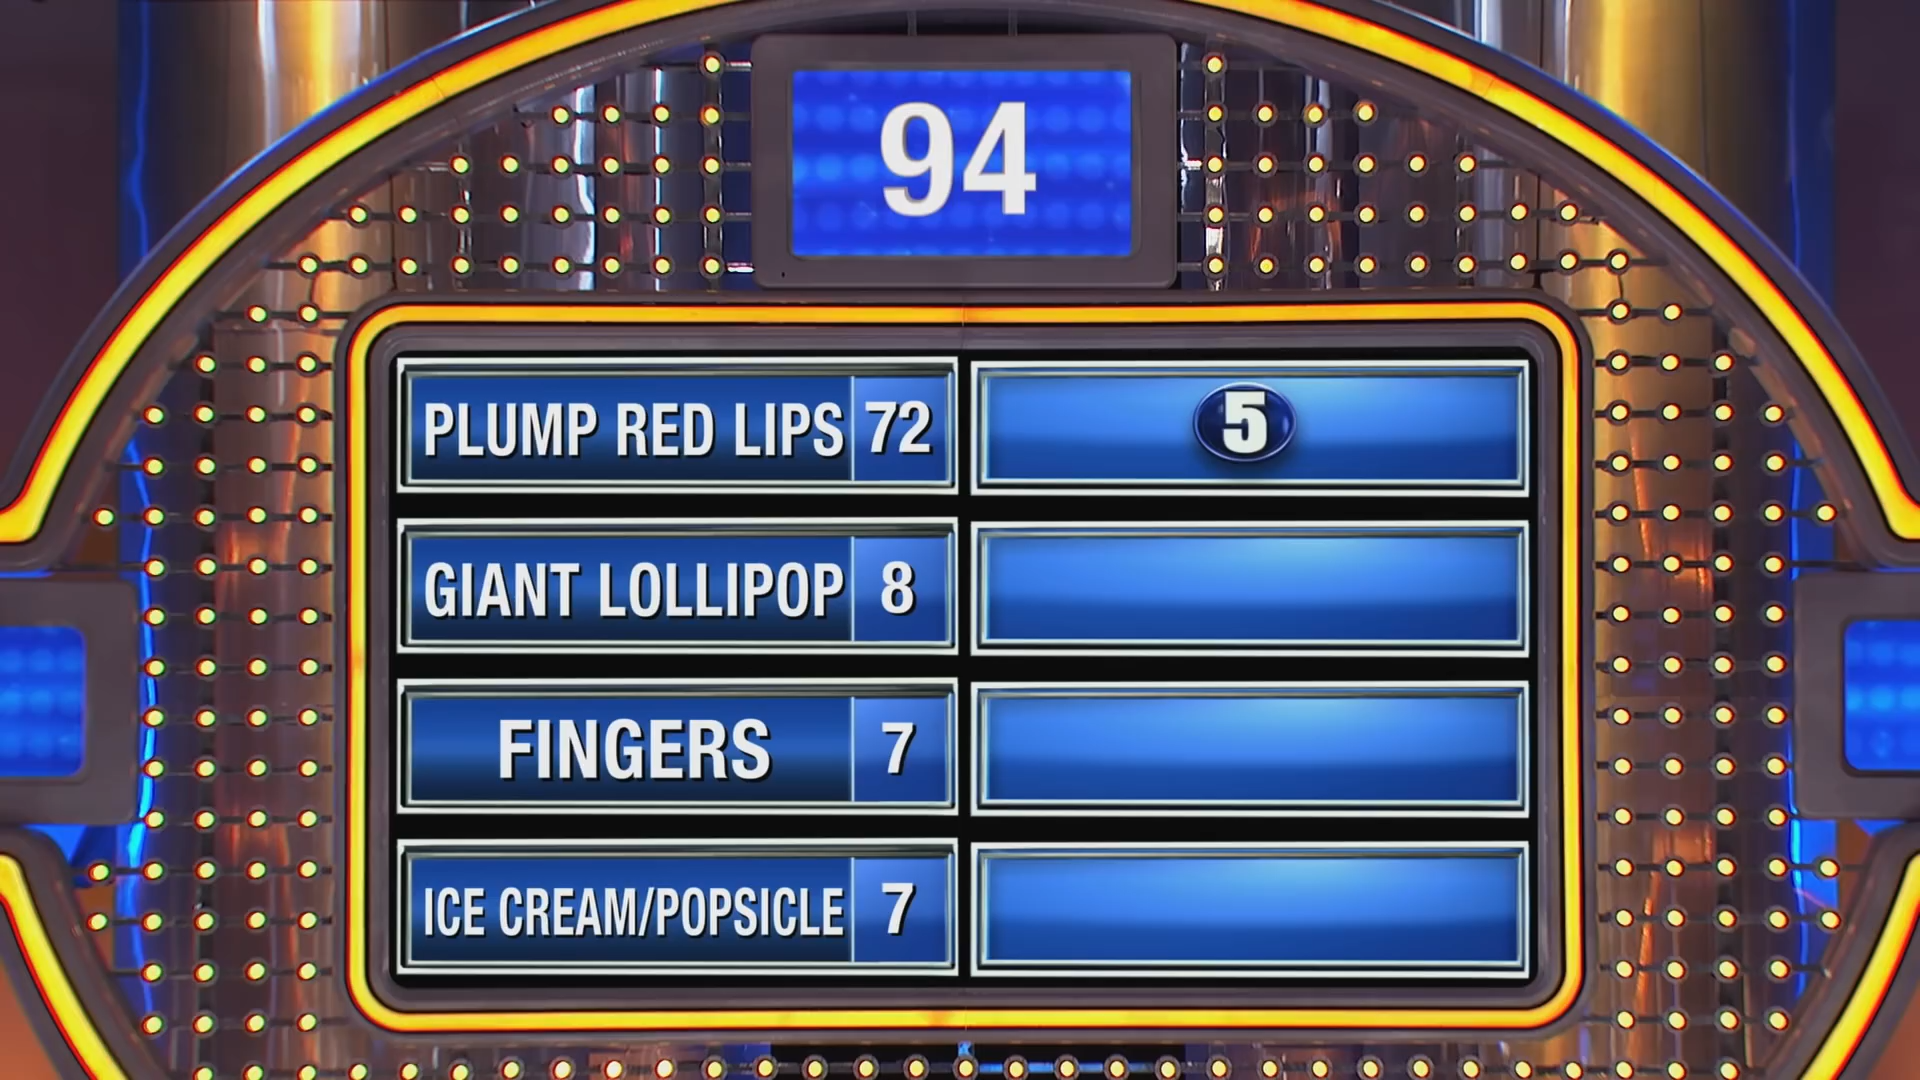 94
PLUMP RED LIPS 72
5
GIANT LOLLIPOP 8
FINGERS 7
ICE CREAM/POPSICLE 7